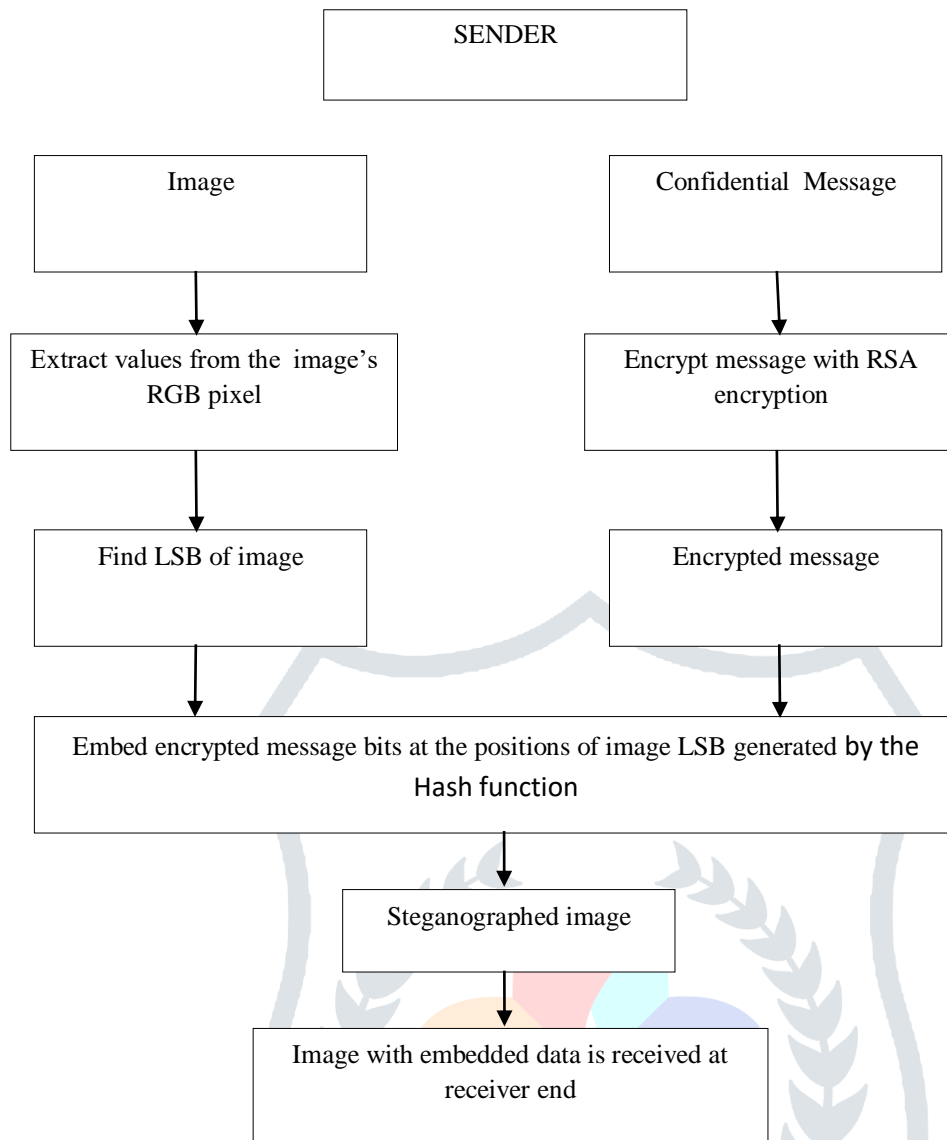 SENDER
Image
Confidential Message
Extract values from the image's
RGB pixel
Encrypt message with RSA
encryption
Find LSB of image
Encrypted message
Embed encrypted message bits at the positions of image LSB generated by the
Hash function
Steganographed image
Image with embedded data is received at
receiver end